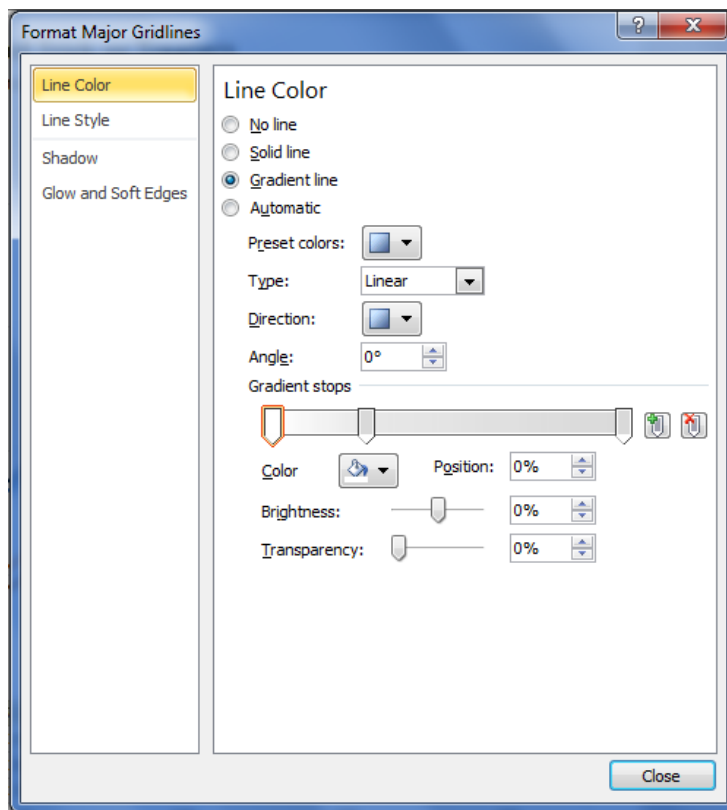 Format Major Gridlines
?
Line Color
Line Style
Shadow
Glow and Soft Edges
Line Color
No line
Solid line
Gradient line
Automatic
Preset colors:
Type: Linear
Direction:
Angle: 0°
Gradient stops
Color Position: 0%
Brightness: 0%
Transparency: 0%
Close